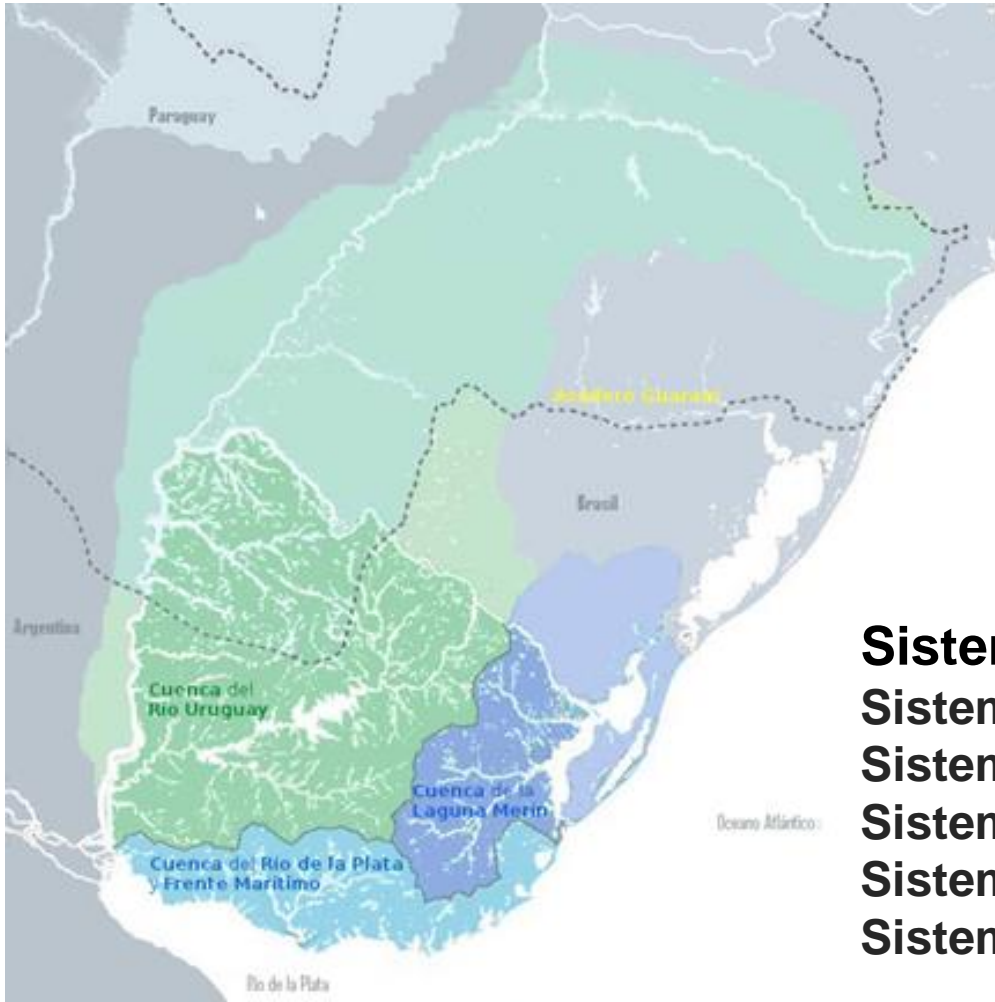 Paraguay
Acuífero Guaraní
Brasil
Argentina
Cuenca del
Río Uruguay
Cuenca de la
Laguna Merín
Océano Atlántico
Cuenca del Río de la Plata
y Frente Marítimo
Río de la Plata
Sister
Sisten
Sisten
Sisten
Sisten
Sisten